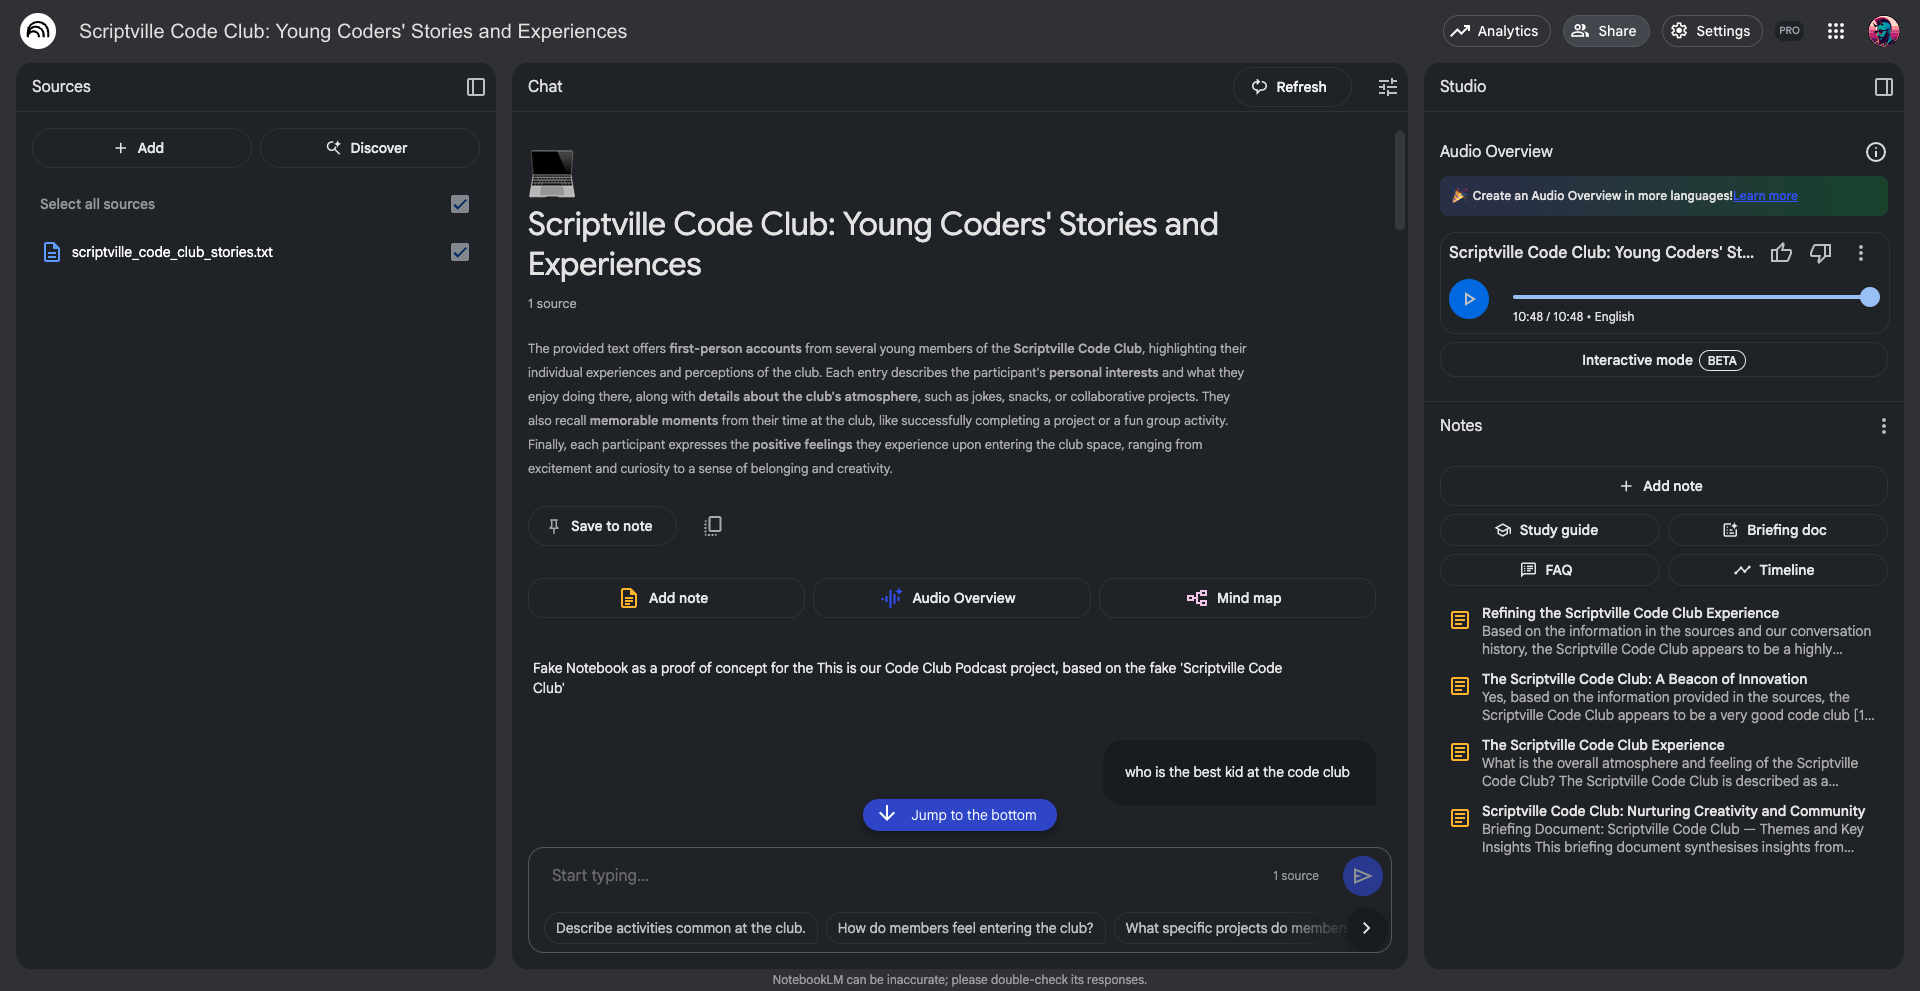 Scriptville Code Club: Young Coders' Stories and Experiences
Analytics
Share
Settings
PRO
Sources
Add
Discover
Select all sources
scriptville_code_club_stories.txt
Chat
Refresh
Scriptville Code Club: Young Coders' Stories and
Experiences
1 source
The provided text offers first-person accounts from several young members of the Scriptville Code Club, highlighting their
individual experiences and perceptions of the club. Each entry describes the participant's personal interests and what they
enjoy doing there, along with details about the club's atmosphere, such as jokes, snacks, or collaborative projects. They
also recall memorable moments from their time at the club, like successfully completing a project or a fun group activity.
Finally, each participant expresses the positive feelings they experience upon entering the club space, ranging from
excitement and curiosity to a sense of belonging and creativity.
Save to note
Add note
Audio Overview
Mind map
Fake Notebook as a proof of concept for the This is our Code Club Podcast project, based on the fake 'Scriptville Code
Club'
who is the best kid at the code club
Jump to the bottom
Start typing...
1 source
Describe activities common at the club.
How do members feel entering the club?
What specific projects do members
NotebookLM can be inaccurate; please double-check its responses.
Studio
Audio Overview
Create an Audio Overview in more languages!Learn more
Scriptville Code Club: Young Coders' St...
10:48 / 10:48 • English
Interactive mode BETA
Notes
Add note
Study guide
Briefing doc
FAQ
Timeline
Refining the Scriptville Code Club Experience
Based on the information in the sources and our conversation
history, the Scriptville Code Club appears to be a highly...
The Scriptville Code Club: A Beacon of Innovation
Yes, based on the information provided in the sources, the
Scriptville Code Club appears to be a very good code club [1...
The Scriptville Code Club Experience
What is the overall atmosphere and feeling of the Scriptville
Code Club? The Scriptville Code Club is described as a...
Scriptville Code Club: Nurturing Creativity and Community
Briefing Document: Scriptville Code Club — Themes and Key
Insights This briefing document synthesises insights from...